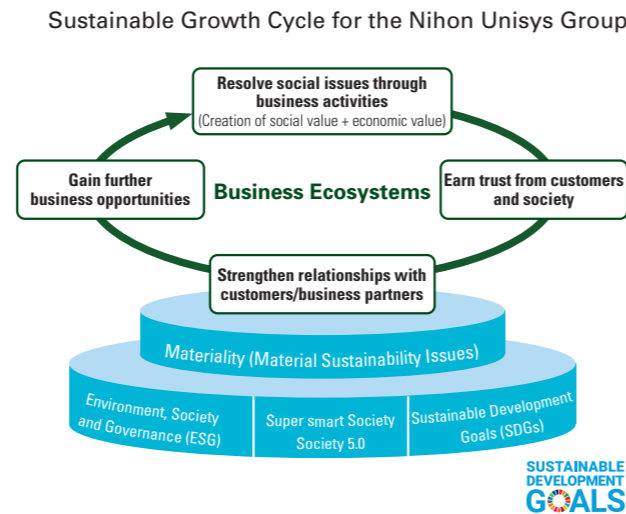 Sustainable Growth Cycle for the Nihon Unisys Group
Resolve social issues through
business activities
(Creation of social value + economic value)
Gain further
business opportunities
Business Ecosystems
Earn trust from customers
and society
Strengthen relationships with
customers/business partners
Materiality (Material Sustainability Issues)
Environment, Society
and Governance (ESG)
Super smart Society
Society 5.0
Sustainable Development
Goals (SDGs)
SUSTAINABLE
DEVELOPMENT
GOALS